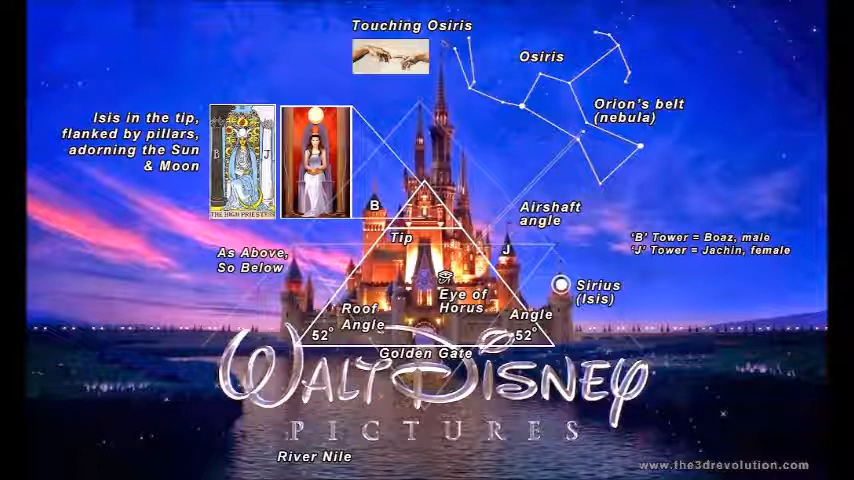 Touching Osiris
Osiris
Orion's belt
(nebula)
Isis in the tip,
flanked by pillars,
adorning the Sun
& Moon
B
J
THE HIGH PRIESTESS
B
Airshaft
angle
Tip
J
'B' Tower = Boaz, male
'J' Tower = Jachin, female
As Above,
So Below
Sirius
(Isis)
Eye of
Horus
Roof
Angle
Angle
52°
52°
Golden Gate
WALT DISNEY
PICTURES
River Nile
www.the3drevolution.com